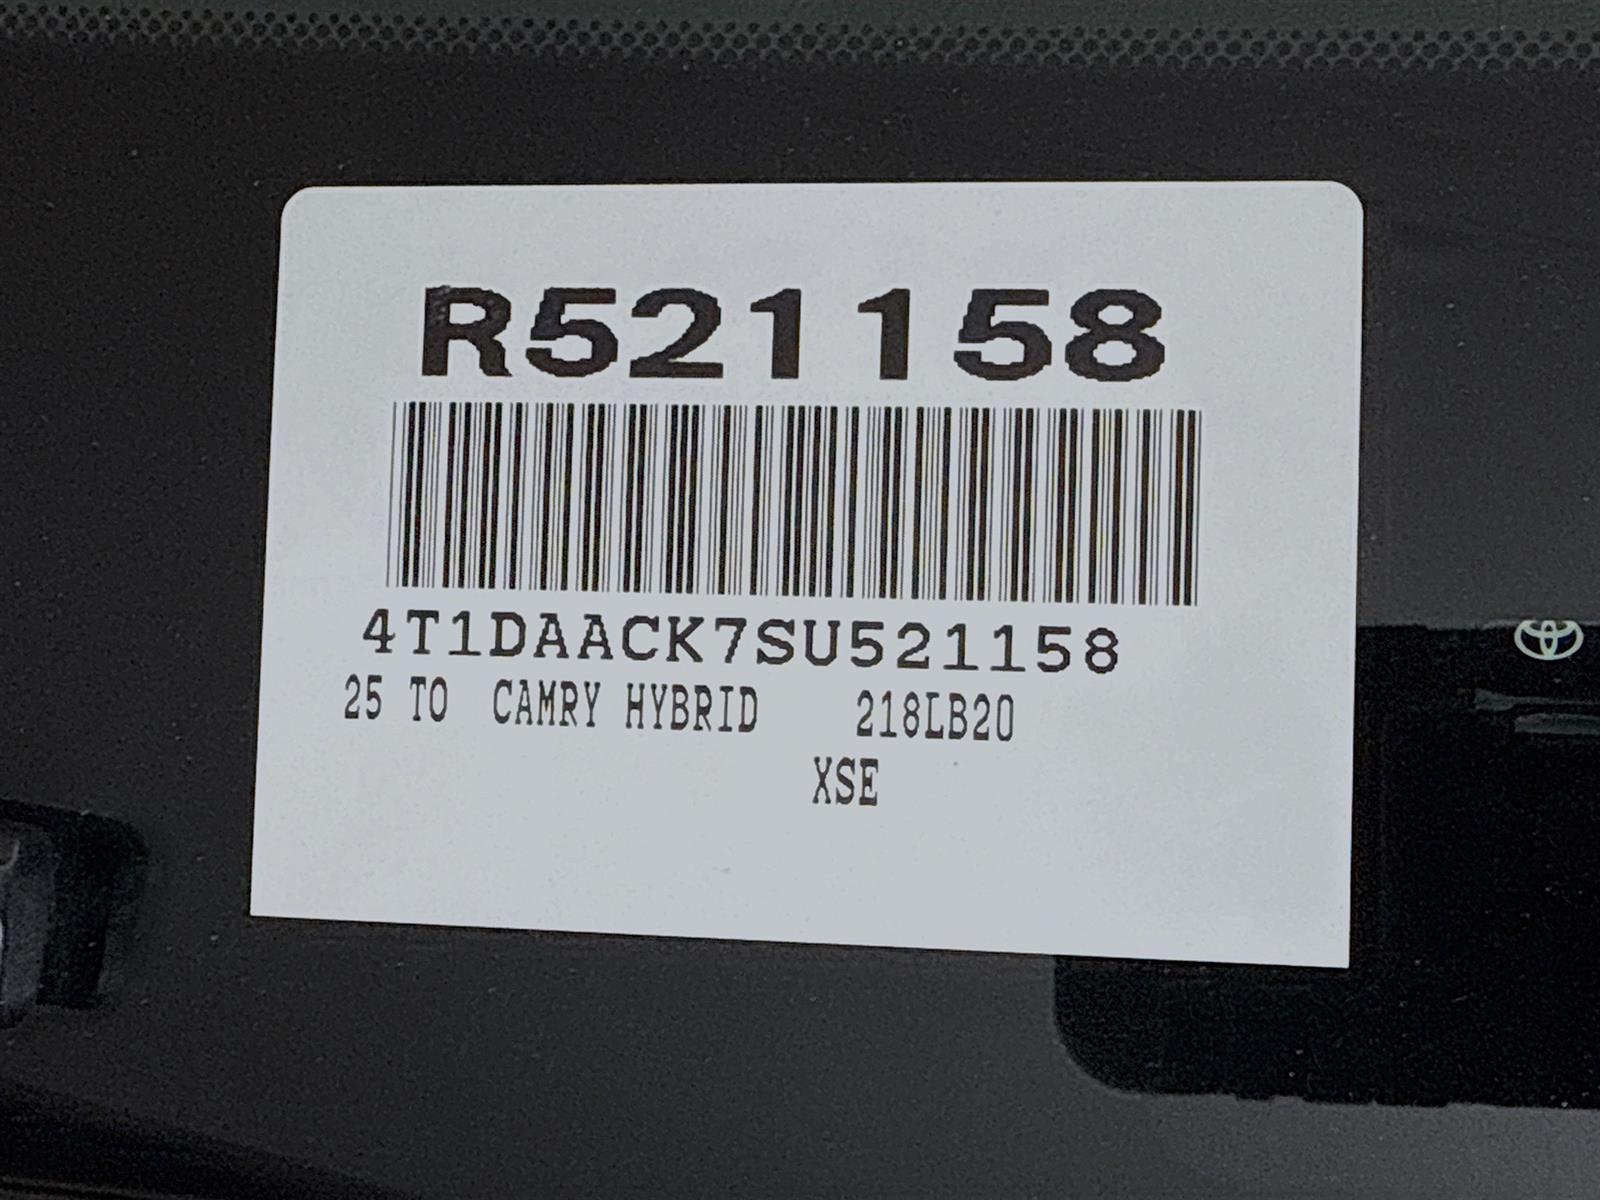 R521158
4T1DAACK7SU521158
25 TO CAMRY HYBRID 218LB20
XSE